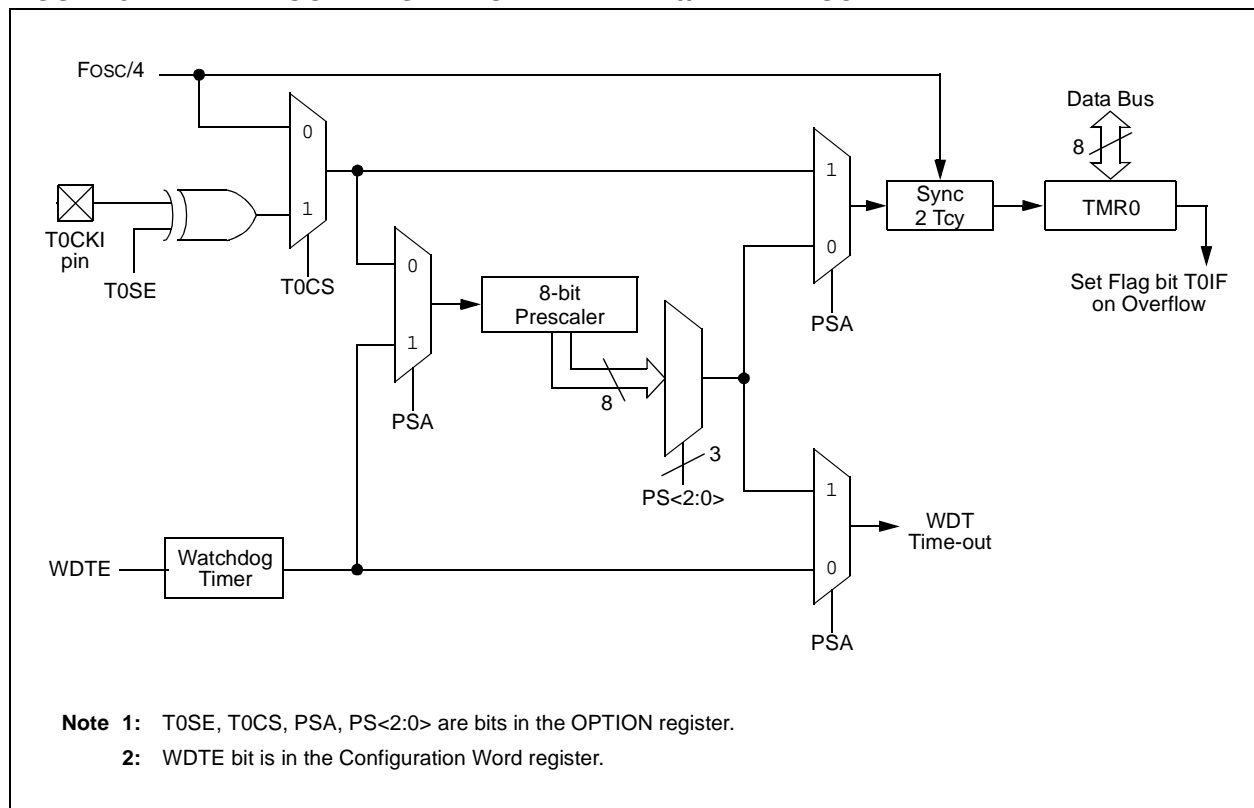 FOSC/4
Data Bus
8
0
1
T0CKI
pin
T0SE
T0CS
0
1
PSA
8-bit
Prescaler
8
3
PS<2:0>
1
0
PSA
Sync
2 Tcy
TMR0
Set Flag bit T0IF
on Overflow
WDTE
Watchdog
Timer
1
0
PSA
WDT
Time-out
Note 1: T0SE, T0CS, PSA, PS<2:0> are bits in the OPTION register.
2: WDTE bit is in the Configuration Word register.